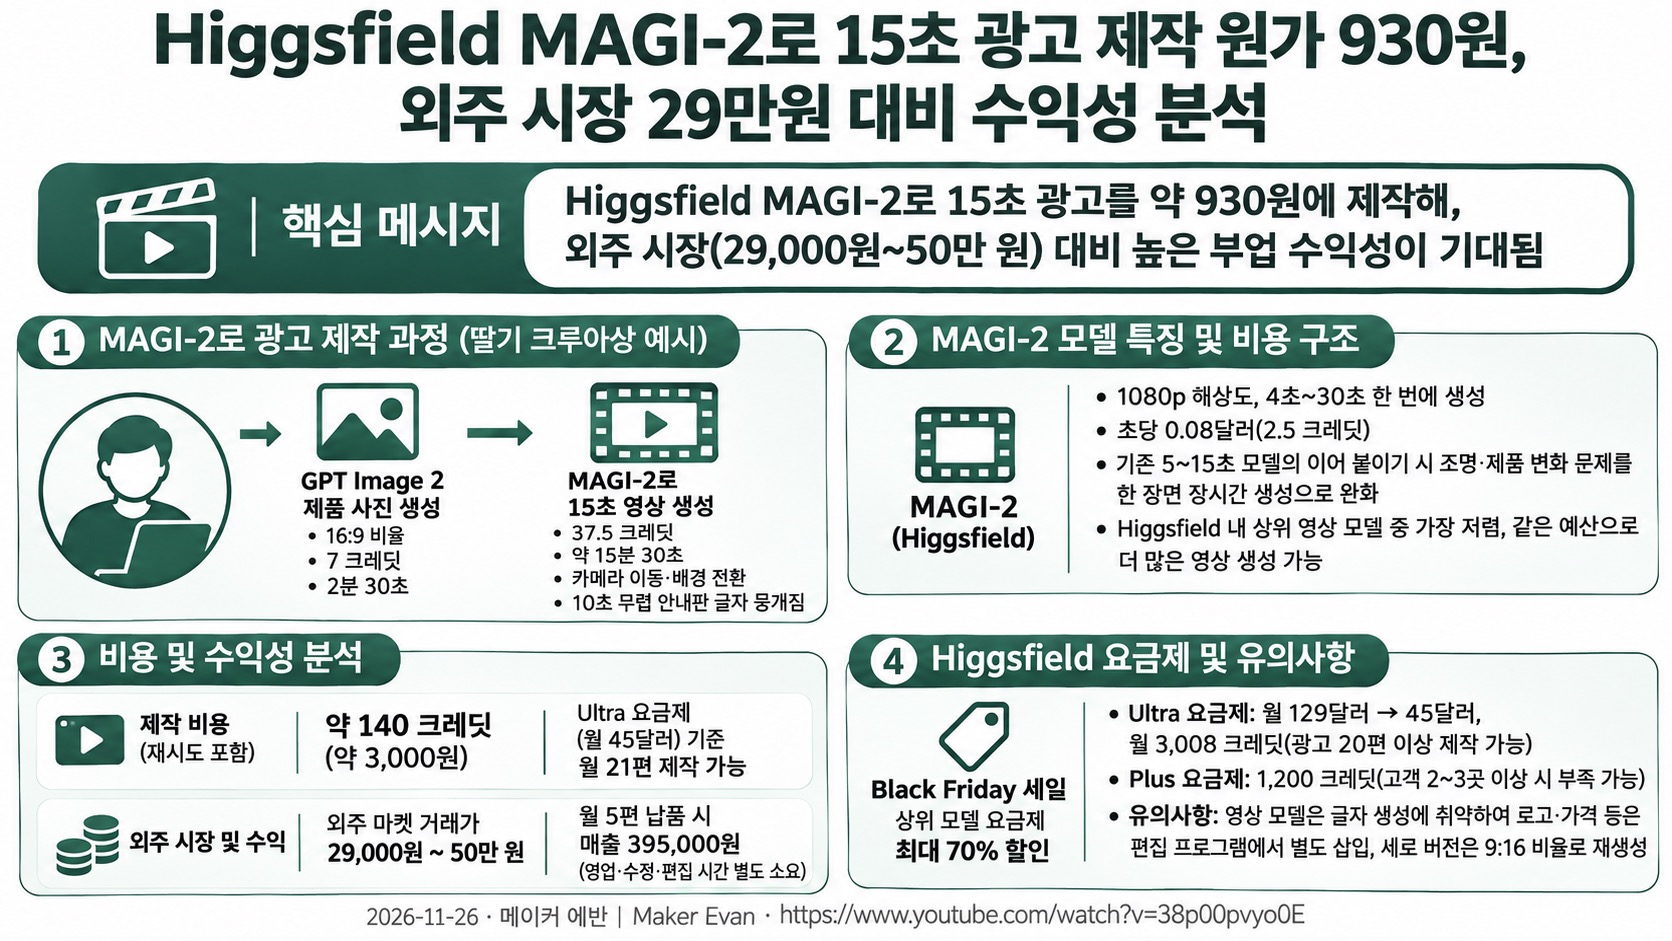 Higgsfield MAGI-2로 15초 광고 제작 원가 930원,
외주 시장 29만원 대비 수익성 분석
핵심 메시지
Higgsfield MAGI-2로 15초 광고를 약 930원에 제작해,
외주 시장(29,000원~50만 원) 대비 높은 부업 수익성이 기대됨
1 MAGI-2로 광고 제작 과정 (딸기 크루아상 예시)
GPT Image 2
제품 사진 생성
• 16:9 비율
• 7 크레딧
• 2분 30초
MAGI-2로
15초 영상 생성
• 37.5 크레딧
• 약 15분 30초
• 카메라 이동·배경 전환
• 10초 무렵 안내판 글자 뭉개짐
2 MAGI-2 모델 특징 및 비용 구조
MAGI-2
(Higgsfield)
• 1080p 해상도, 4초~30초 한 번에 생성
• 초당 0.08달러(2.5 크레딧)
• 기존 5~15초 모델의 이어 붙이기 시 조명·제품 변화 문제를
한 장면 장시간 생성으로 완화
• Higgsfield 내 상위 영상 모델 중 가장 저렴, 같은 예산으로
더 많은 영상 생성 가능
3 비용 및 수익성 분석
제작 비용
(재시도 포함)
약 140 크레딧
(약 3,000원)
Ultra 요금제
(월 45달러) 기준
월 21편 제작 가능
외주 시장 및 수익
외주 마켓 거래가
29,000원 ~ 50만 원
월 5편 납품 시
매출 395,000원
(영업·수정·편집 시간 별도 소요)
4 Higgsfield 요금제 및 유의사항
Black Friday 세일
상위 모델 요금제
최대 70% 할인
• Ultra 요금제: 월 129달러 → 45달러,
월 3,008 크레딧(광고 20편 이상 제작 가능)
• Plus 요금제: 1,200 크레딧(고객 2~3곳 이상 시 부족 가능)
• 유의사항: 영상 모델은 글자 생성에 취약하여 로고·가격 등은
편집 프로그램에서 별도 삽입, 세로 버전은 9:16 비율로 재생성
2026-11-26 · 메이커 에반 | Maker Evan · https://www.youtube.com/watch?v=38p00pvyo0E